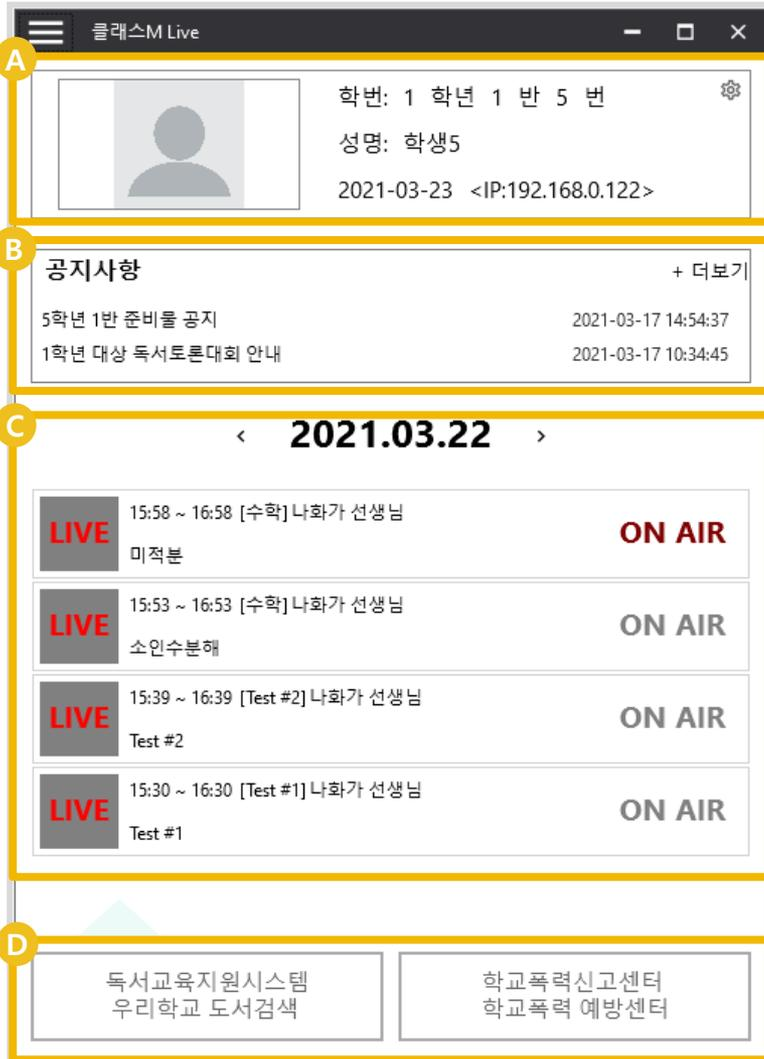 클래스M Live
A
학번: 1 학년 1 반 5 번
성명: 학생5
2021-03-23 <IP:192.168.0.122>
B
공지사항 + 더보기
5학년 1반 준비물 공지 2021-03-17 14:54:37
1학년 대상 독서토론대회 안내 2021-03-17 10:34:45
C
< 2021.03.22 >
LIVE 15:58 ~ 16:58 [수학] 나화가 선생님 ON AIR
미적분
LIVE 15:53 ~ 16:53 [수학] 나화가 선생님 ON AIR
소인수분해
LIVE 15:39 ~ 16:39 [Test #2] 나화가 선생님 ON AIR
Test #2
LIVE 15:30 ~ 16:30 [Test #1] 나화가 선생님 ON AIR
Test #1
D
독서교육지원시스템
우리학교 도서검색
학교폭력신고센터
학교폭력 예방센터